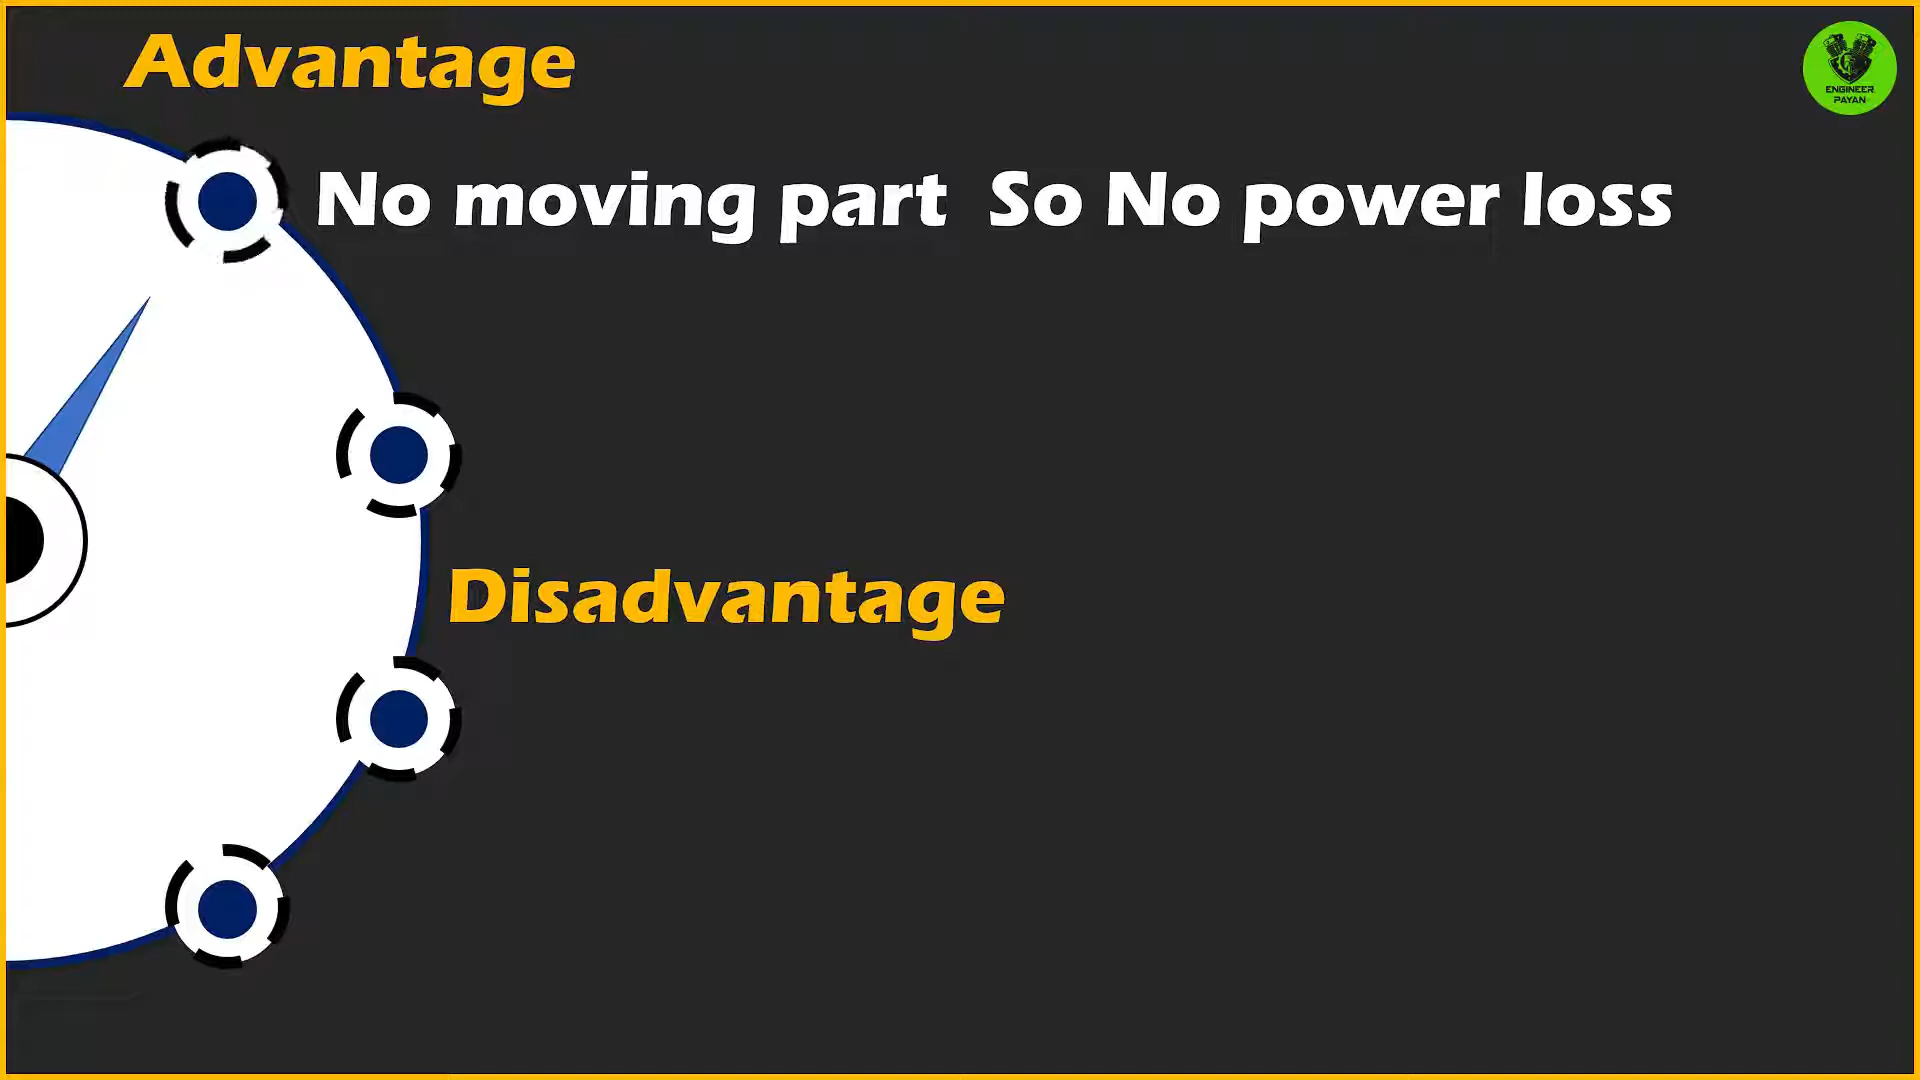 Advantage
ENGINEER
PAYAN
No moving part So No power loss
Disadvantage